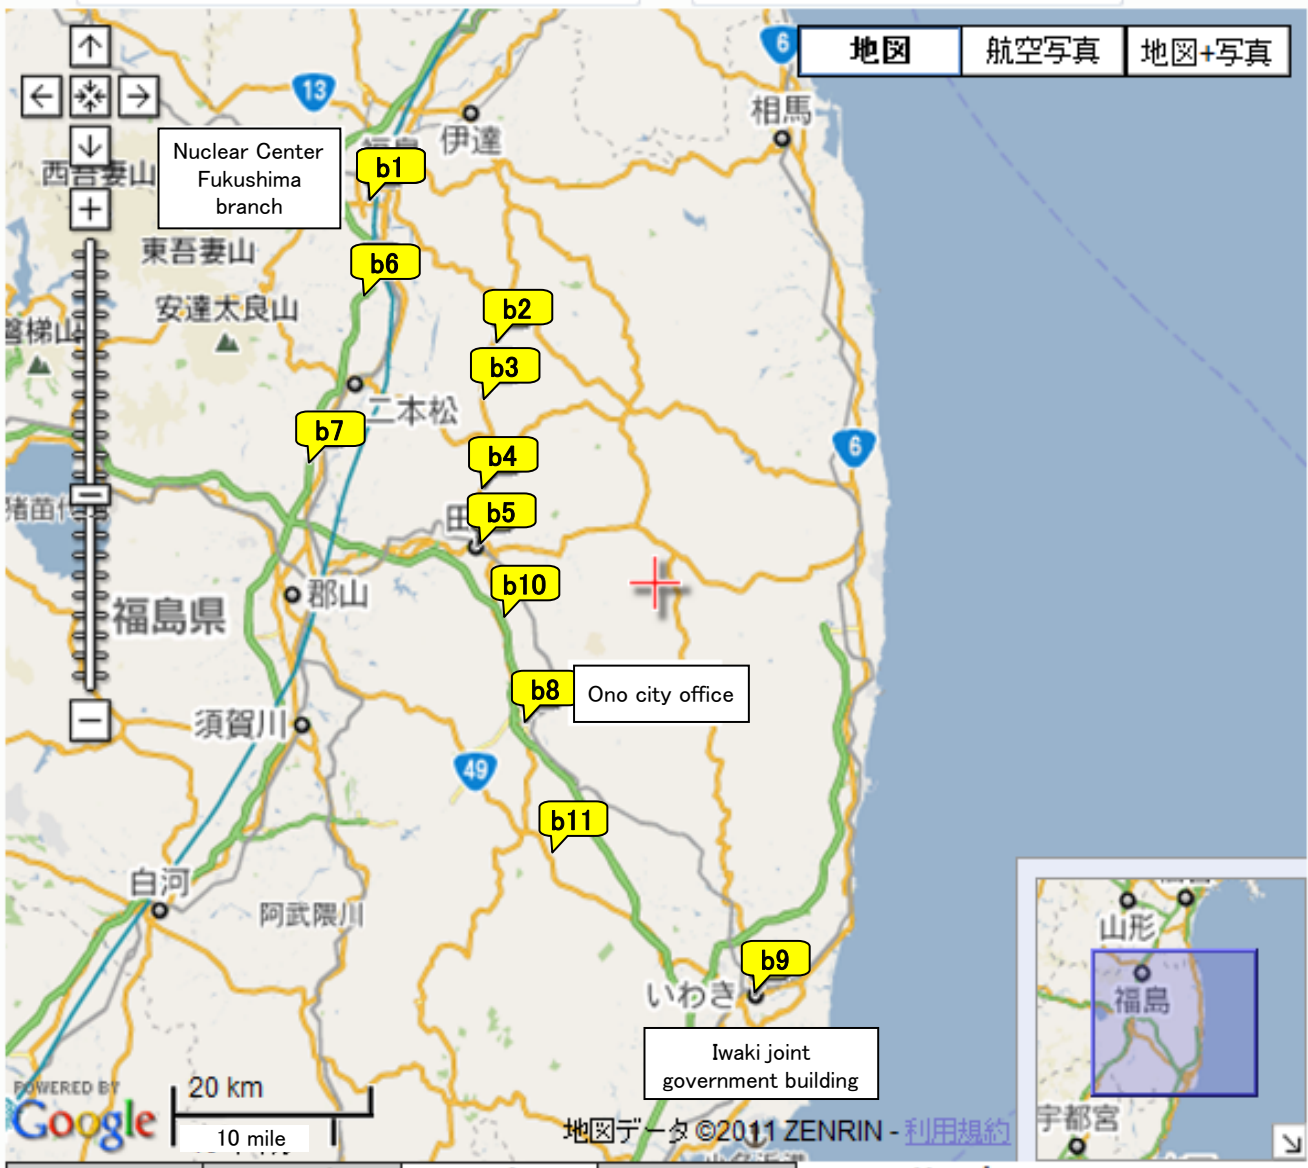 6
地図
航空写真
地図+写真
13
相馬
伊達
Nuclear Center
Fukushima
branch
b1
東吾妻山
b6
安達太良山
b2
b3
二本松
b7
b4
6
b5
田
b10
郡山
福島県
b8
Ono city office
須賀川
49
b11
白河
阿武隈川
b9
いわき
山形
福島
Iwaki joint
government building
20 km
POWERED BY
Google
10 mile
地図データ ©2011 ZENRIN - 利用規約
宇都宮